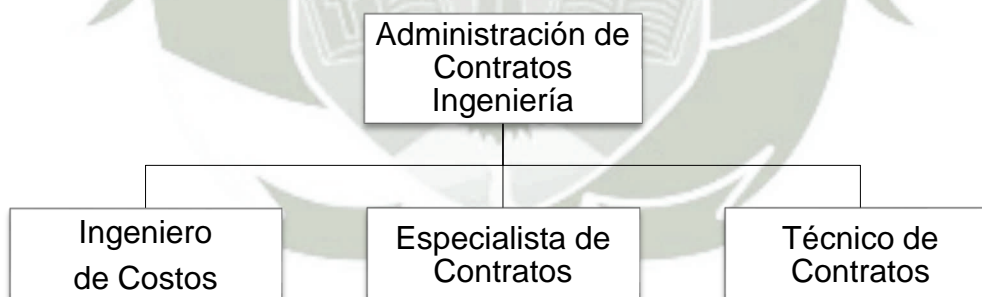 Administración de
Contratos
Ingeniería
Ingeniero
de Costos
Especialista de
Contratos
Técnico de
Contratos